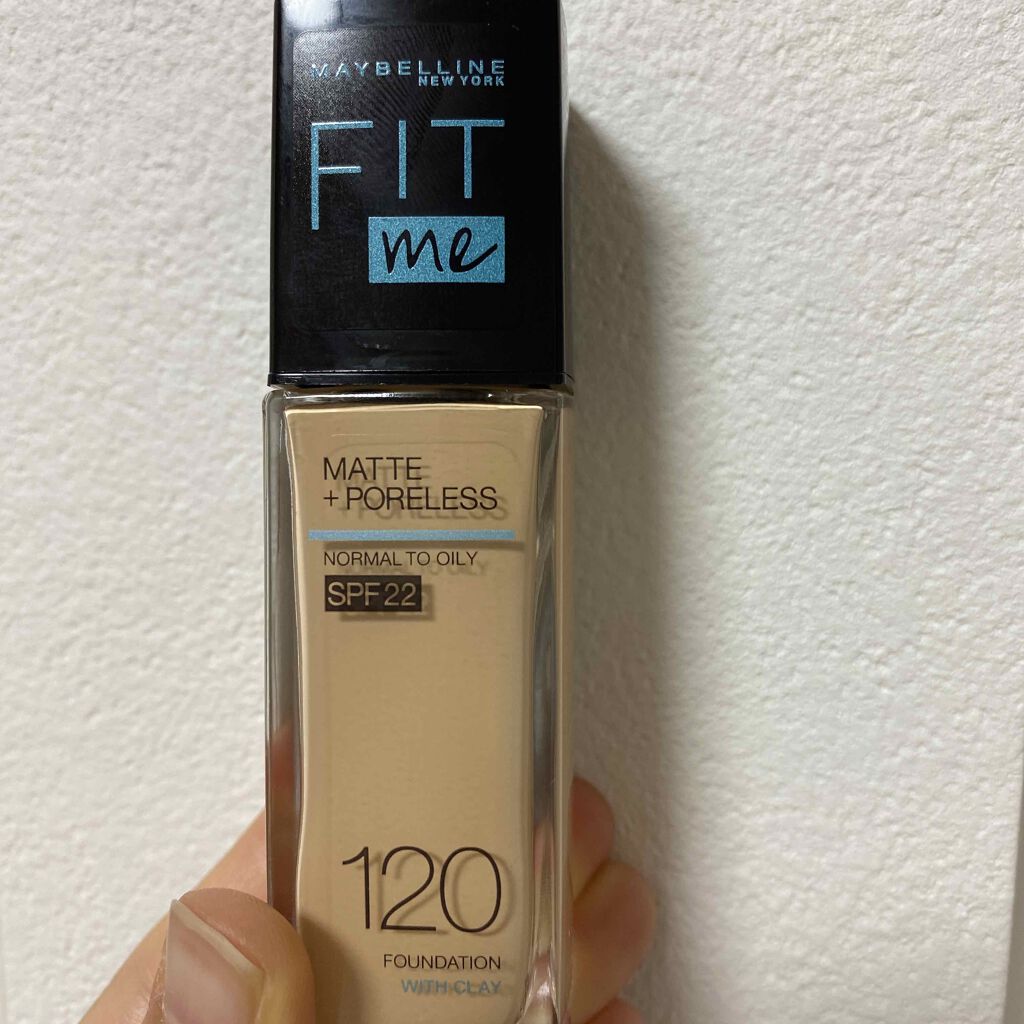 MAYBELLINE
NEW YORK
FIT
me
MATTE
+ PORELESS
NORMAL TO OILY
SPF 22
120
FOUNDATION
WITH CLAY